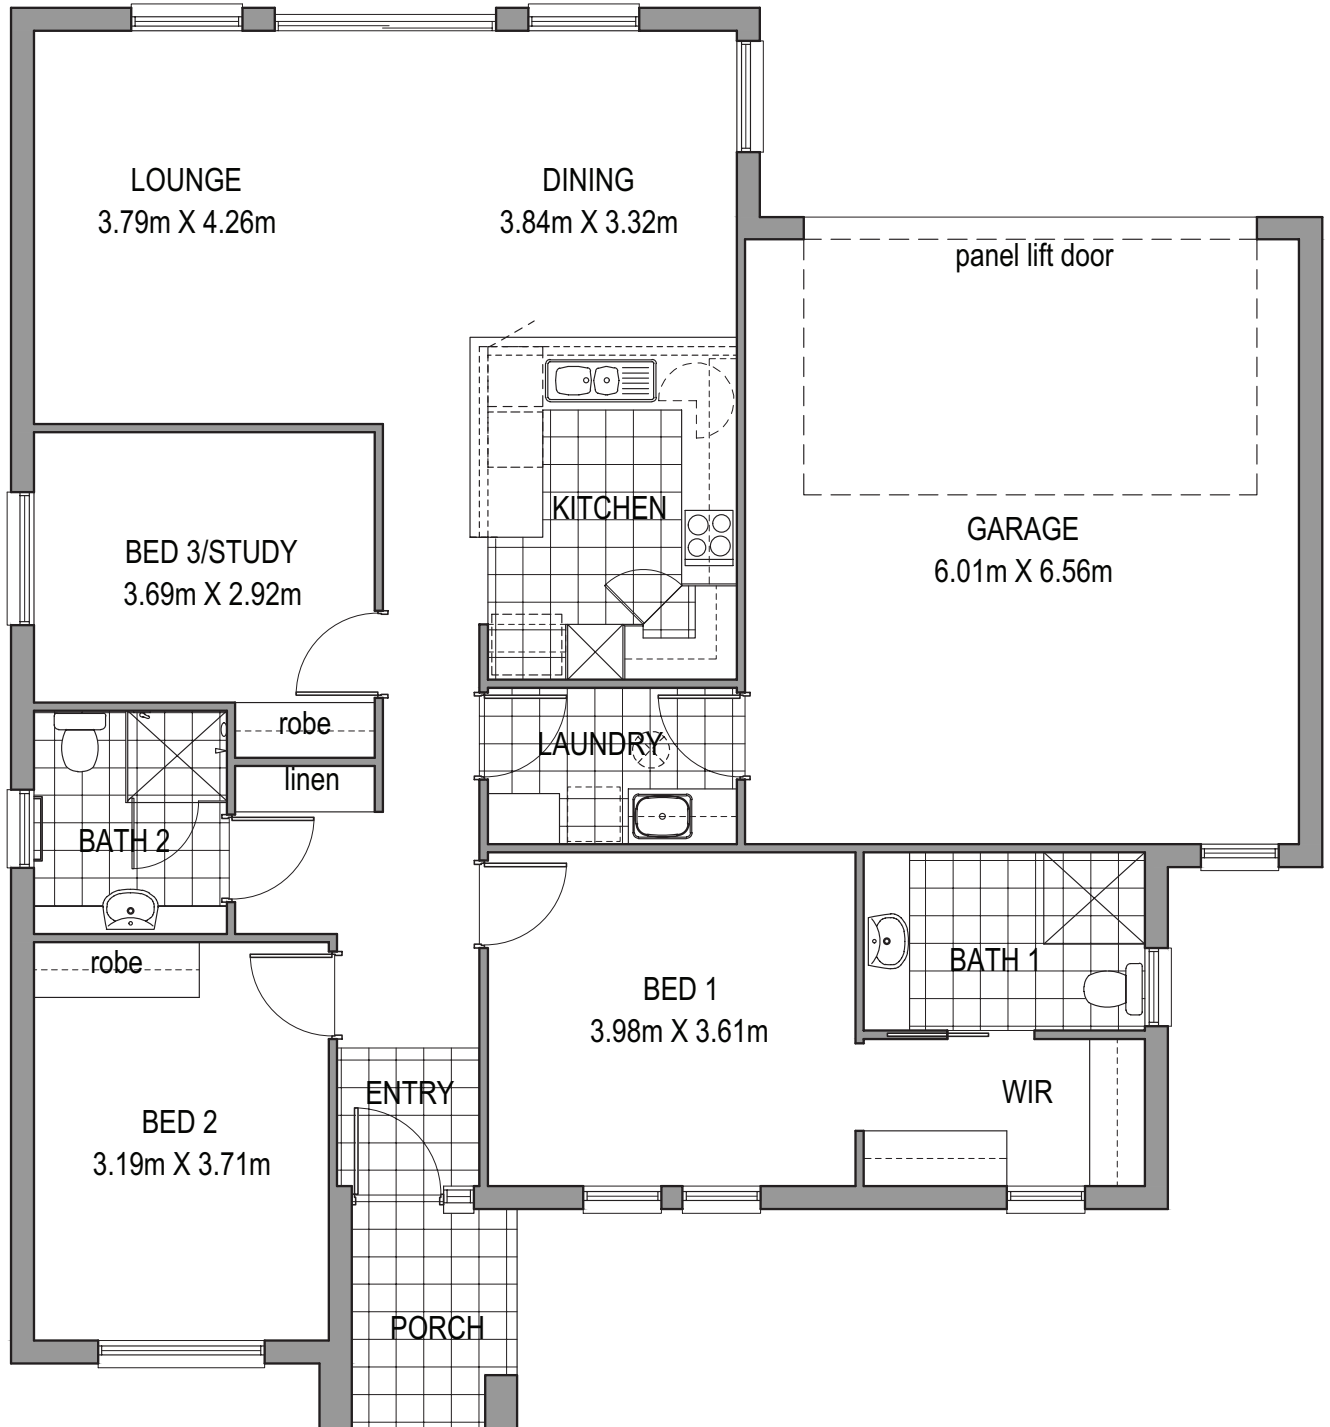 LOUNGE
3.79m X 4.26m
DINING
3.84m X 3.32m
panel lift door
KITCHEN
GARAGE
6.01m X 6.56m
BED 3/STUDY
3.69m X 2.92m
robe
linen
LAUNDRY
BATH 2
robe
BED 1
3.98m X 3.61m
BATH 1
WIR
ENTRY
BED 2
3.19m X 3.71m
PORCH